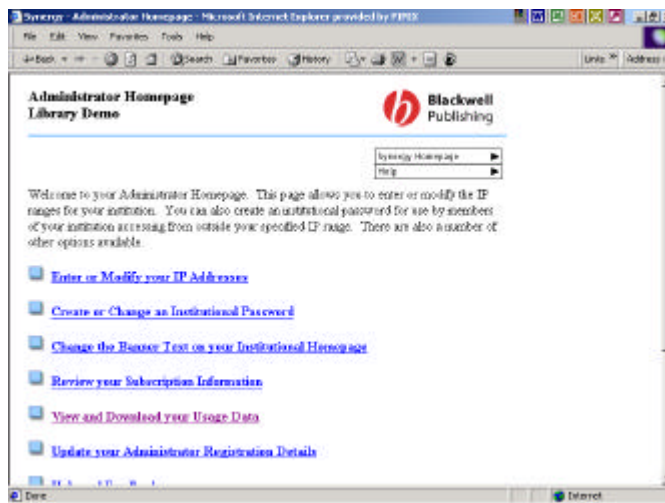 Synergy - Administrator Homepage - Microsoft Internet Explorer provided by
File Edit View Favorites Tools Help
Back Search Favorites History Links Address
Administrator Homepage
Library Demo
Blackwell
Publishing
Synergy Homepage
Help
Welcome to your Administrator Homepage. This page allows you to enter or modify the IP
ranges for your institution. You can also create an institutional password for use by members
of your institution accessing from outside your specified IP range. There are also a number of
other options available.
Enter or Modify your IP Addresses
Create or Change an Institutional Password
Change the Banner Text on your Institutional Homepage
Review your Subscription Information
View and Download your Usage Data
Update your Administrator Registration Details
Done Internet